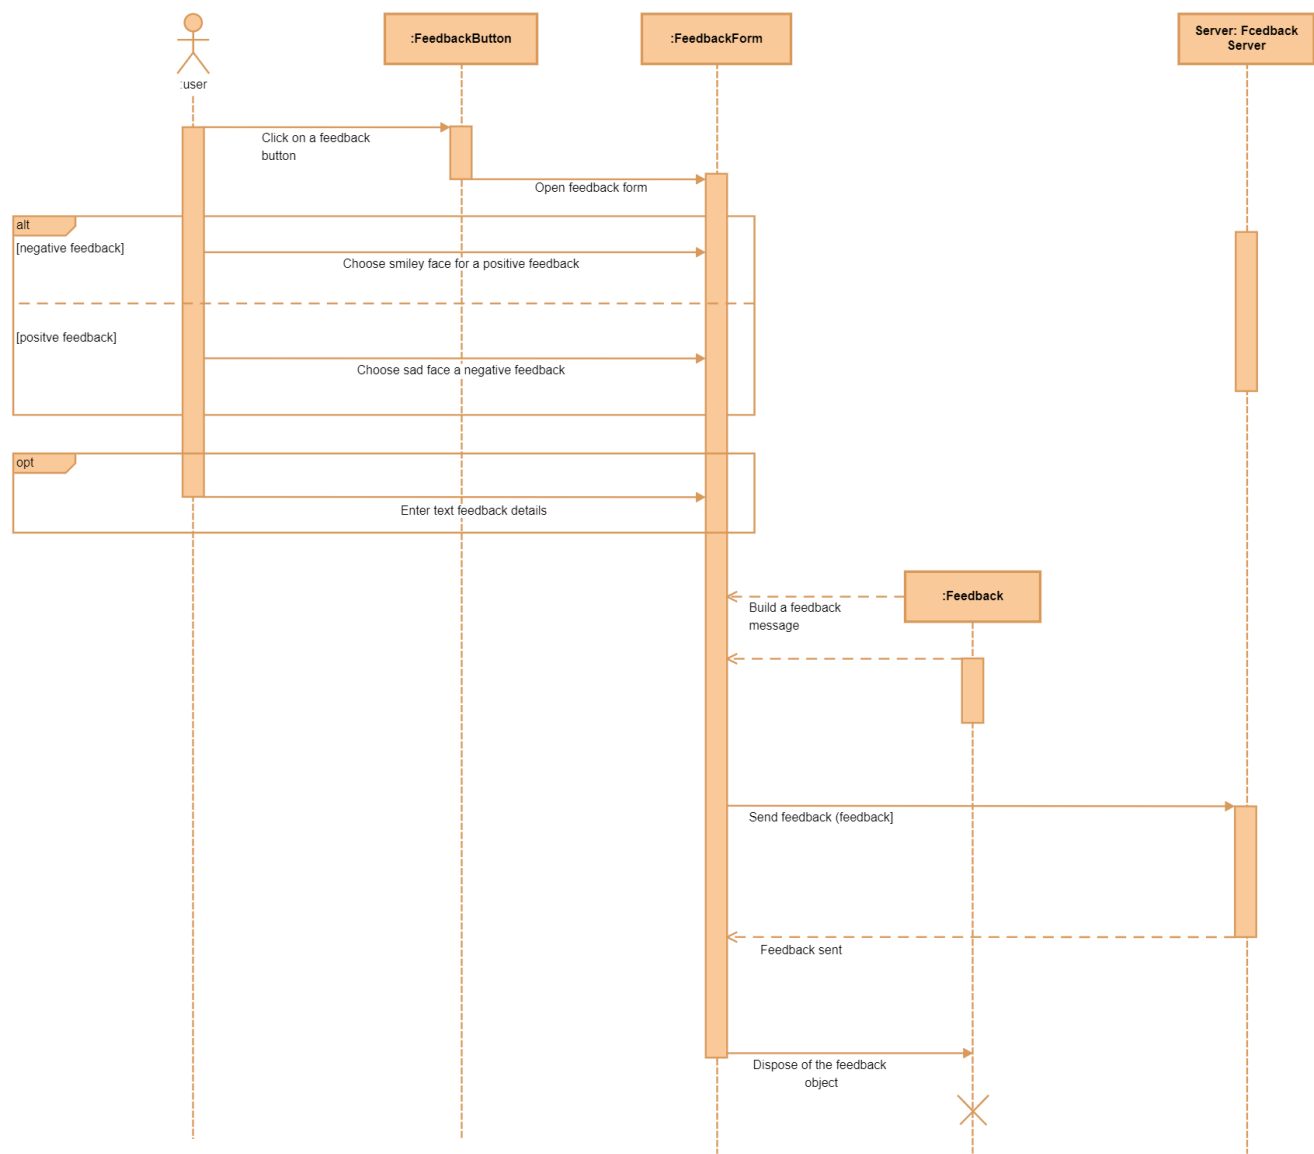 :user
:FeedbackButton
:FeedbackForm
Server: Fcedback
Server
Click on a feedback
button
Open feedback form
alt
[negative feedback]
Choose smiley face for a positive feedback
[positve feedback]
Choose sad face a negative feedback
opt
Enter text feedback details
:Feedback
Build a feedback
message
Send feedback (feedback]
Feedback sent
Dispose of the feedback
object